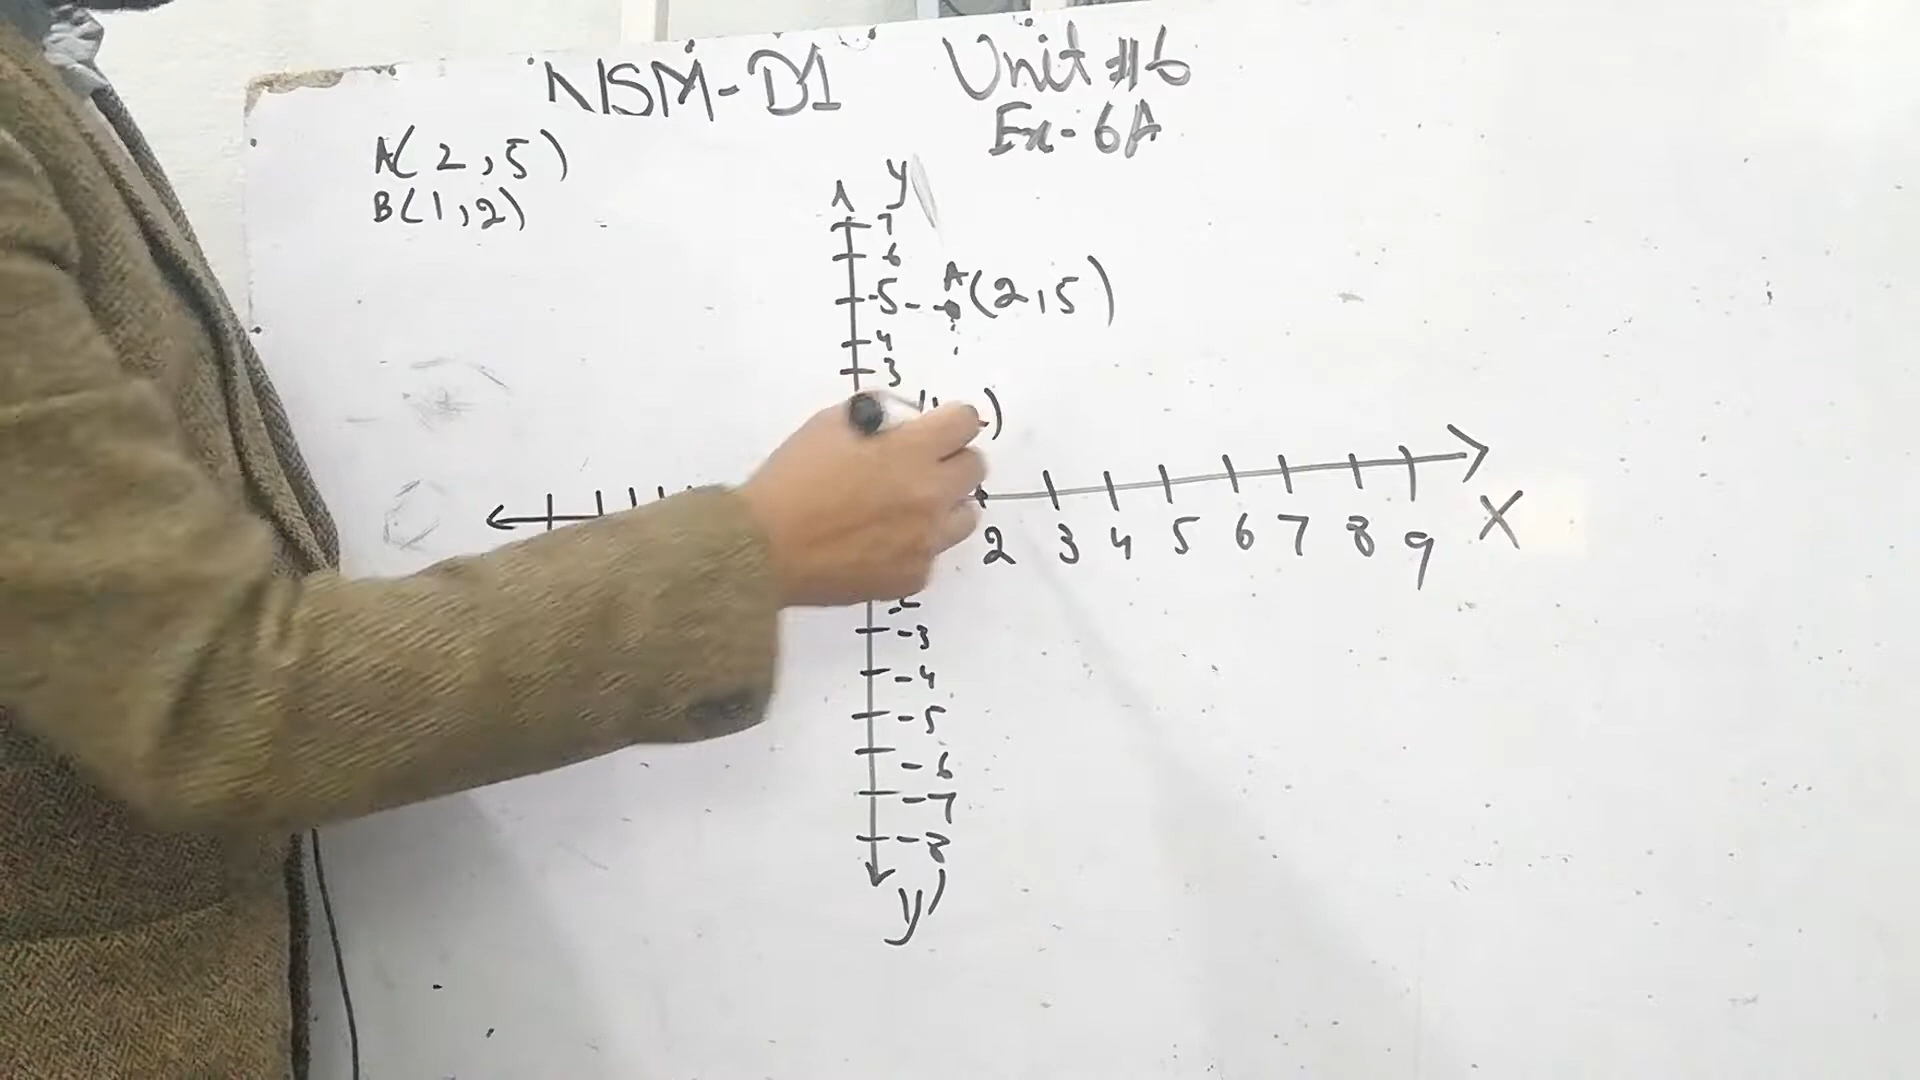 NSM-D1
Unit #6
Ex-6A
A(2,5)
B(1,2)
y
7
6
5
A(2,5)
4
3
)
2 3 4 5 6 7 8 9
X
-3
-4
-5
-6
-7
-8
y'